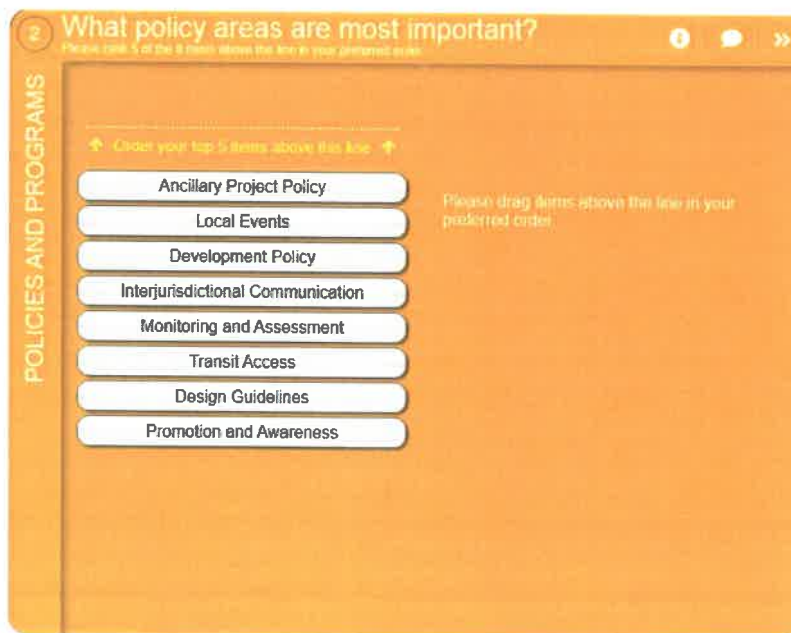 2
What policy areas are most important?
Please rank 5 of the 8 items above the line in your preferred order.
POLICIES AND PROGRAMS
Order your top 5 items above this line
Ancillary Project Policy
Local Events
Development Policy
Interjurisdictional Communication
Monitoring and Assessment
Transit Access
Design Guidelines
Promotion and Awareness
Please drag items above the line in your
preferred order